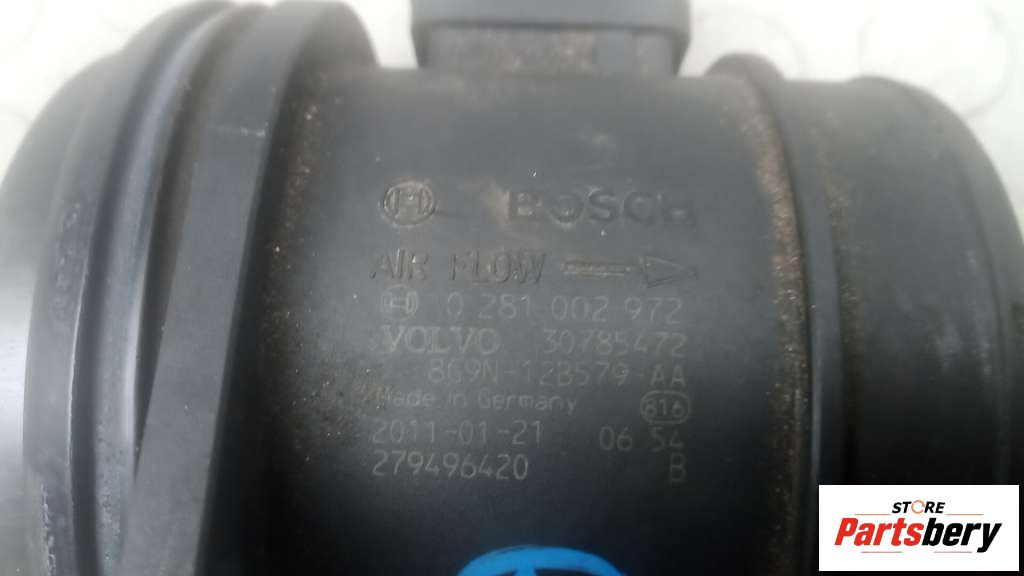 BOSCH
AIR FLOW
0 281 002 972
VOLVO 30785472
8G9N-12B579-AA
Made in Germany 816
2011-01-21 06 54
279496420 B
STORE
Partsbery